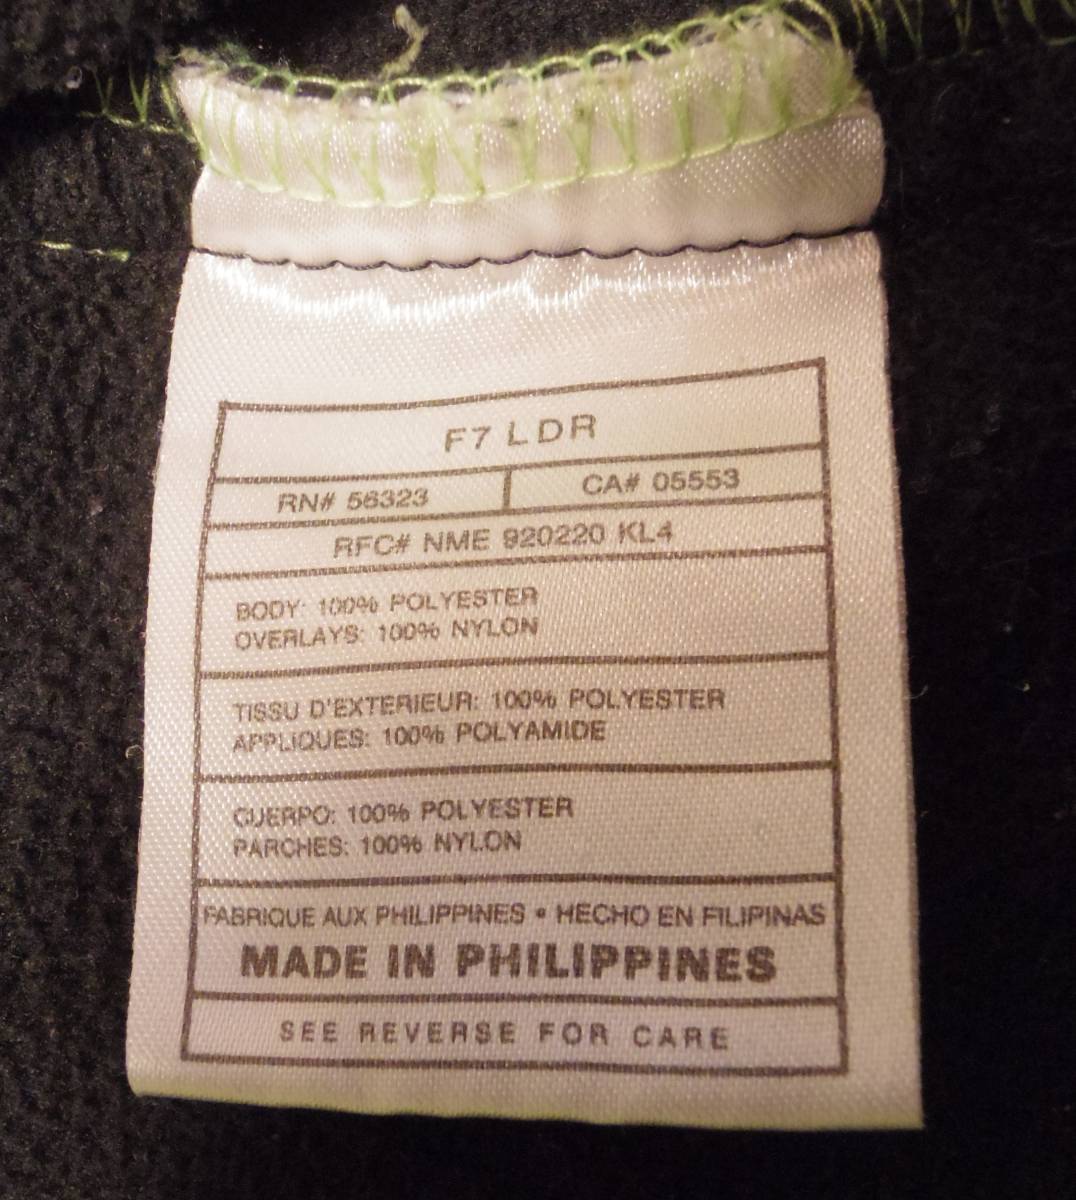 F7 LDR
RN# 56323 CA# 05553
RFC# NME 920220 KL4
BODY: 100% POLYESTER
OVERLAYS: 100% NYLON
TISSU D'EXTERIEUR: 100% POLYESTER
APPLIQUES: 100% POLYAMIDE
CUERPO: 100% POLYESTER
PARCHES: 100% NYLON
FABRIQUE AUX PHILIPPINES • HECHO EN FILIPINAS
MADE IN PHILIPPINES
SEE REVERSE FOR CARE